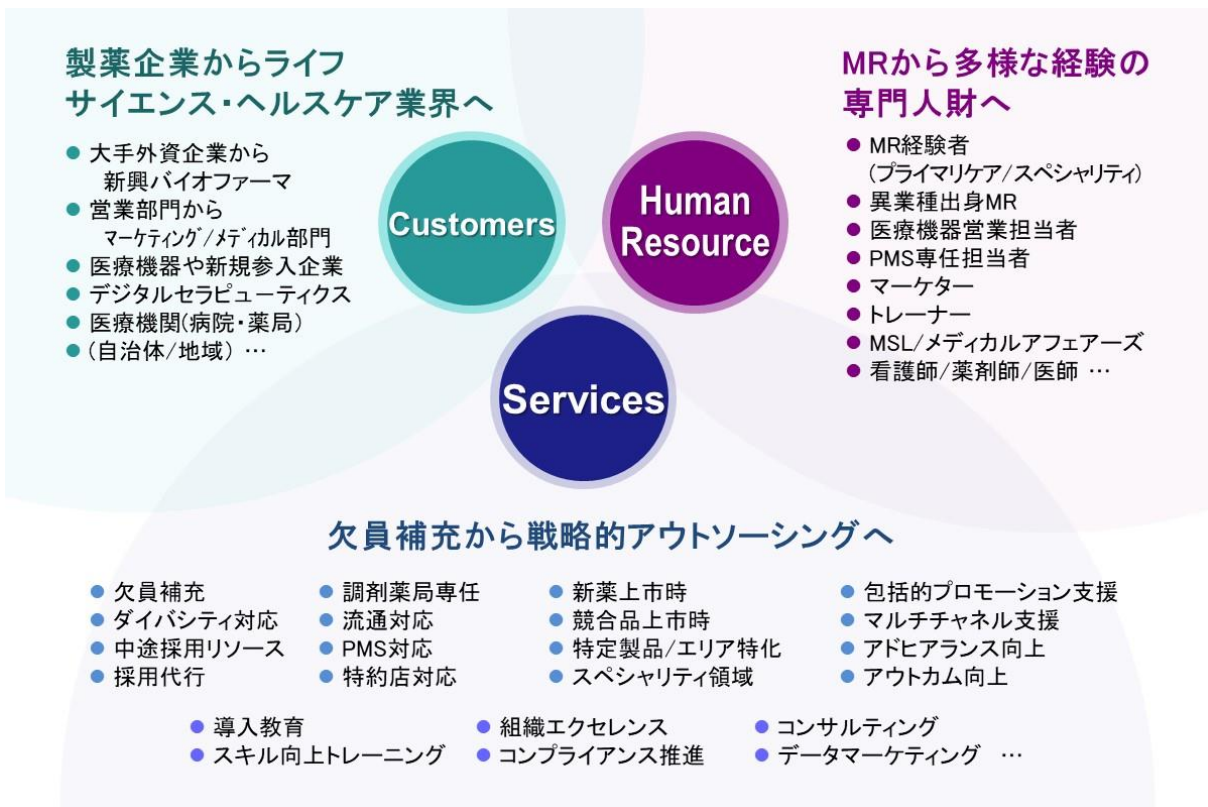 製薬企業からライフ
サイエンス・ヘルスケア業界へ
● 大手外資企業から
新興バイオファーマ
● 営業部門から
マーケティング/メディカル部門
● 医療機器や新規参入企業
● デジタルセラピューティクス
● 医療機関(病院・薬局)
● (自治体/地域) …
Customers
Human
Resource
Services
MRから多様な経験の
専門人財へ
● MR経験者
(プライマリケア/スペシャリティ)
● 異業種出身MR
● 医療機器営業担当者
● PMS専任担当者
● マーケター
● トレーナー
● MSL/メディカルアフェアーズ
● 看護師/薬剤師/医師 …
欠員補充から戦略的アウトソーシングへ
● 欠員補充
● ダイバシティ対応
● 中途採用リソース
● 採用代行
● 調剤薬局専任
● 流通対応
● PMS対応
● 特約店対応
● 新薬上市時
● 競合品上市時
● 特定製品/エリア特化
● スペシャリティ領域
● 包括的プロモーション支援
● マルチチャネル支援
● アドヒアランス向上
● アウトカム向上
● 導入教育
● スキル向上トレーニング
● 組織エクセレンス
● コンプライアンス推進
● コンサルティング
● データマーケティング …